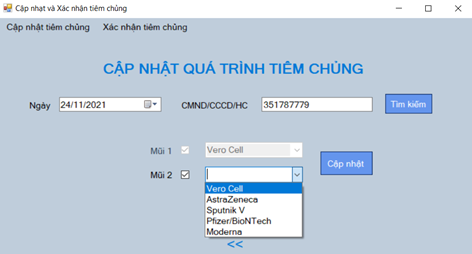 Cập nhạt và Xác nhận tiêm chủng
Cập nhật tiêm chủng Xác nhận tiêm chủng
CẬP NHẬT QUÁ TRÌNH TIÊM CHỦNG
Ngày 24/11/2021 CMND/CCCD/HC 351787779 Tìm kiếm
Mũi 1 Vero Cell
Mũi 2 Cập nhật
Vero Cell
AstraZeneca
Sputnik V
Pfizer/BioNTech
Moderna
<<